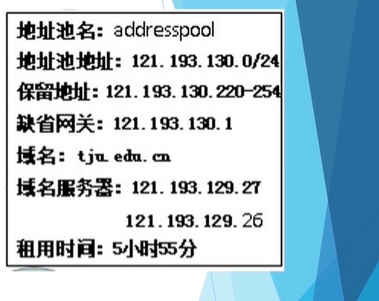 地址池名：addresspool
地址池地址：121.193.130.0/24
保留地址：121.193.130.220-254
缺省网关：121.193.130.1
域名：tju.edu.cn
域名服务器：121.193.129.27
121.193.129.26
租用时间：5小时55分